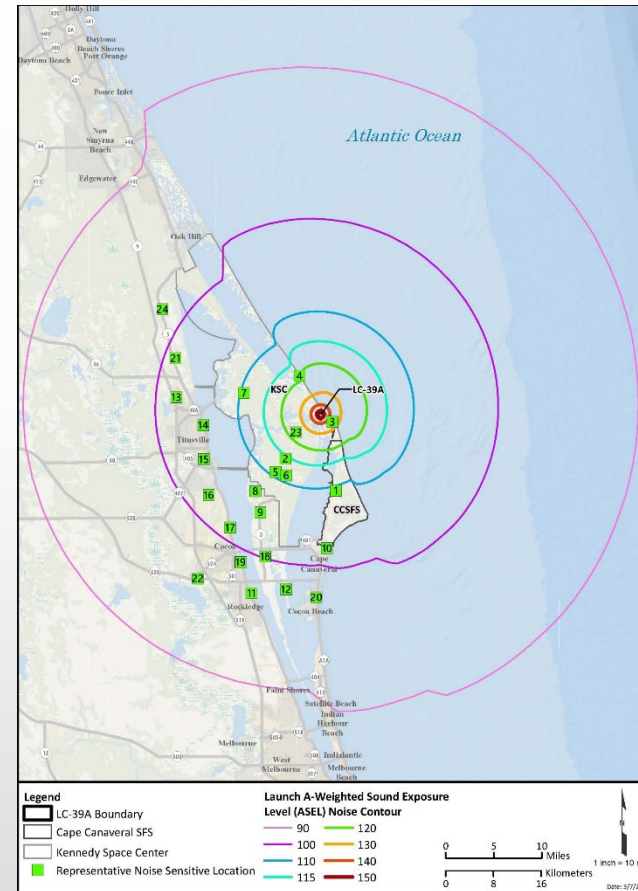 Holly Hill
Daytona
Beach Shores
Port Orange
Daytona Beach
Ponce Inlet
New
Smyrna
Beach
Edgewater
Atlantic Ocean
Oak Hill
24
21
4
KSC
LC-39A
7
13
3
14
Titusville
23
15
2
5
6
16
8
1
CCSFS
9
17
Cocoa
10
Cape
Canaveral
18
19
22
11
12
20
Rockledge
Cocoa Beach
Palm Shores
Satellite Beach
Indian
Harbour
Beach
Melbourne
West
Melbourne
Indialantic
Melbourne
Beach
Legend
LC-39A Boundary
Cape Canaveral SFS
Kennedy Space Center
Representative Noise Sensitive Location
Launch A-Weighted Sound Exposure
Level (ASEL) Noise Contour
90 120
100 130
110 140
115 150
0 5 10
Miles
Kilometers
0 8 16
N